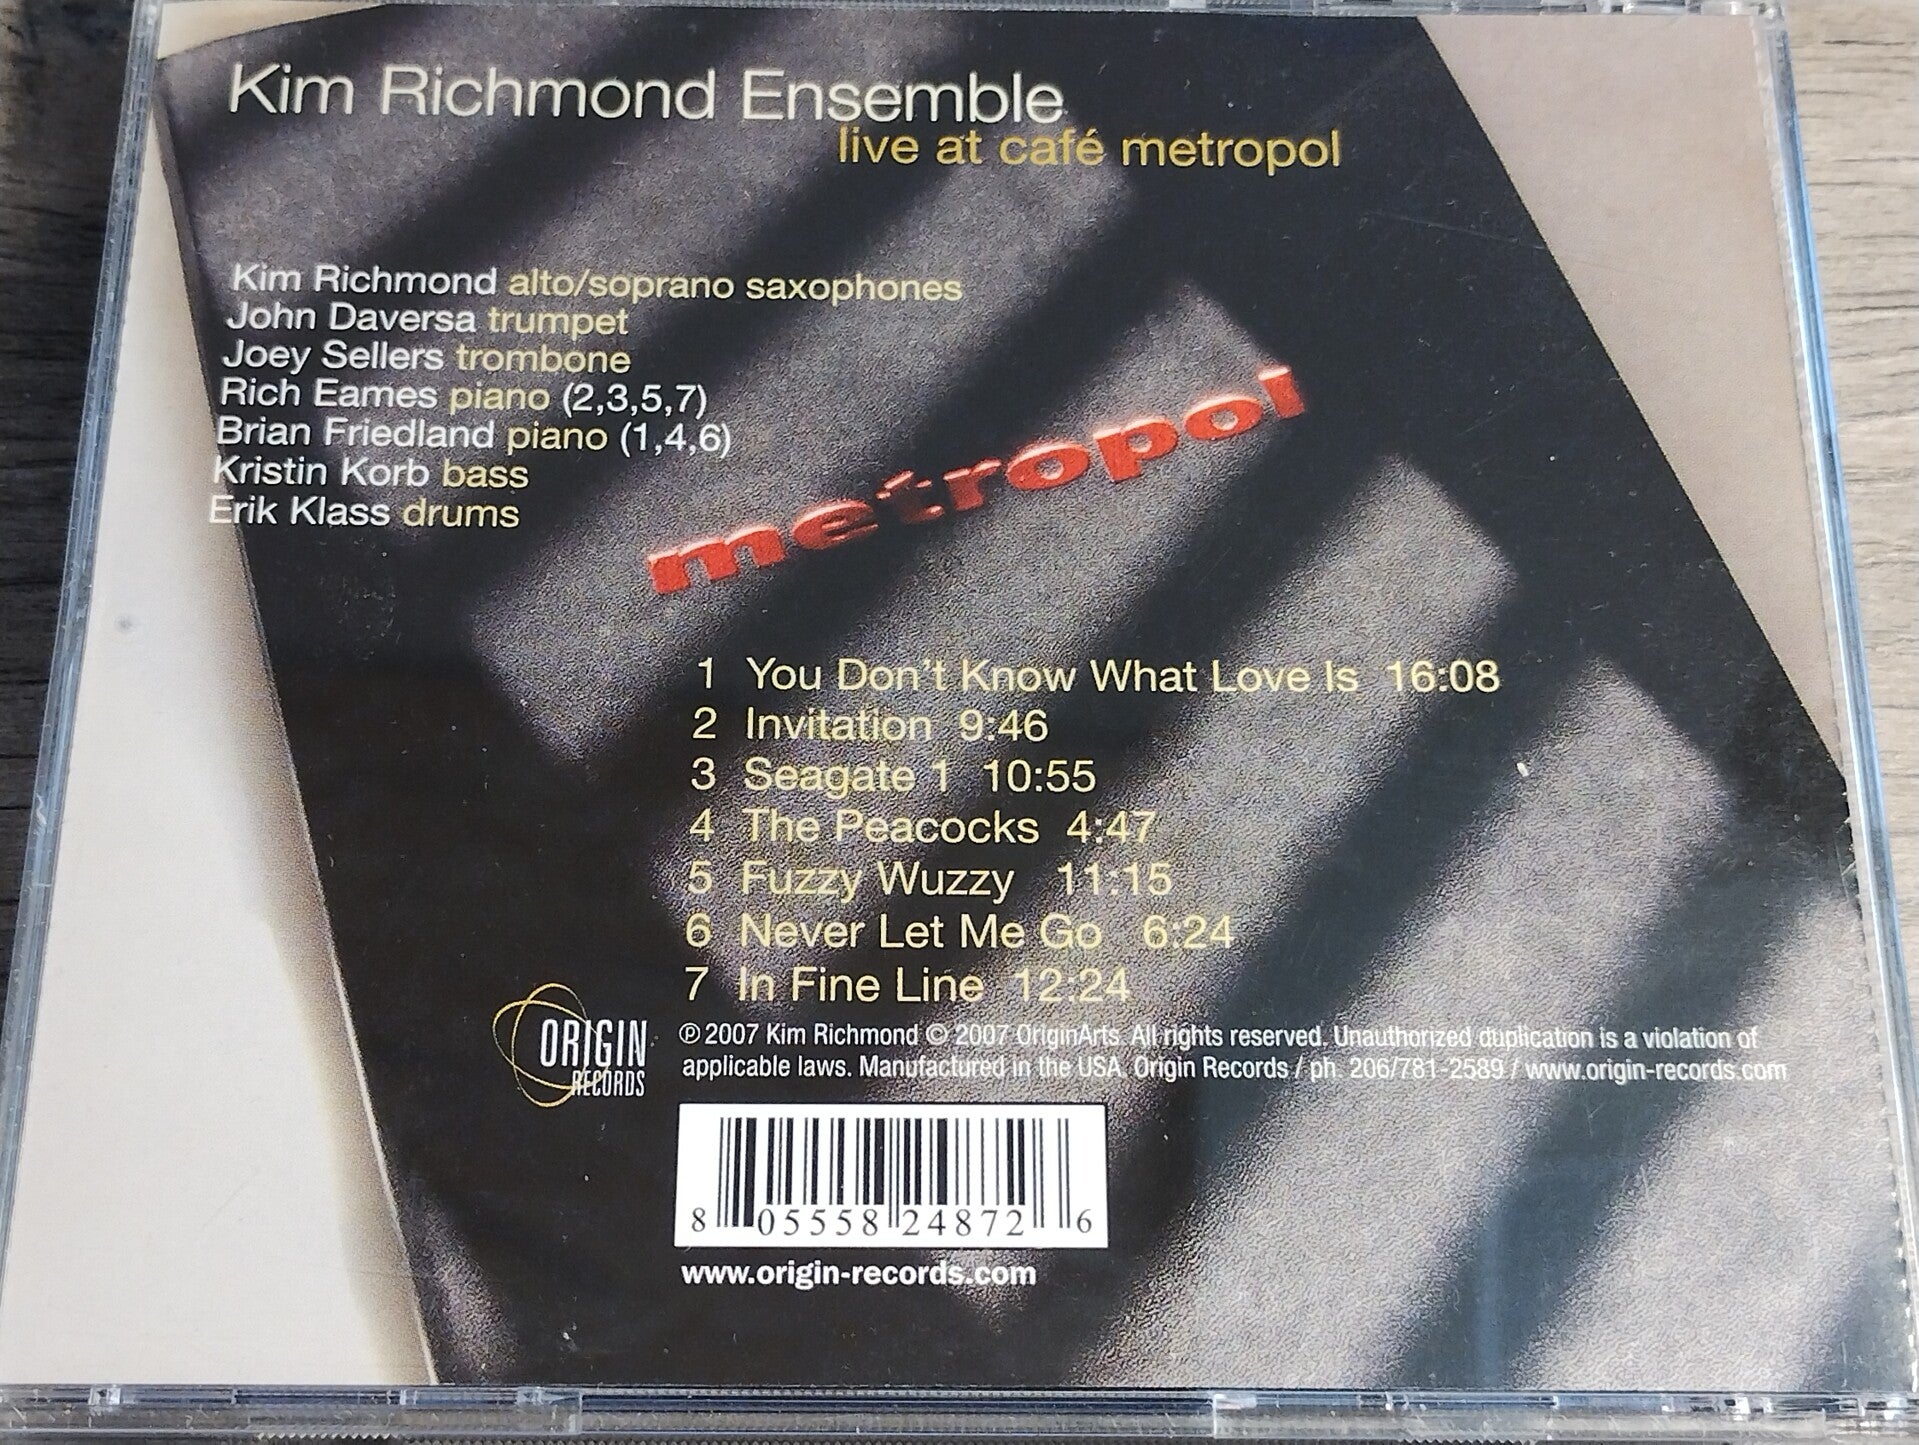 Kim Richmond Ensemble
live at café metropol
Kim Richmond alto/soprano saxophones
John Daversa trumpet
Joey Sellers trombone
Rich Eames piano (2,3,5,7)
Brian Friedland piano (1,4,6)
Kristin Korb bass
Erik Klass drums
metropol
1 You Don't Know What Love Is 16:08
2 Invitation 9:46
3 Seagate 1 10:55
4 The Peacocks 4:47
5 Fuzzy Wuzzy 11:15
6 Never Let Me Go 6:24
7 In Fine Line 12:24
ORIGIN
RECORDS
℗ 2007 Kim Richmond © 2007 OriginArts. All rights reserved. Unauthorized duplication is a violation of
applicable laws. Manufactured in the USA. Origin Records / ph 206/781-2589 / www.origin-records.com
8 05558 24872 6
www.origin-records.com